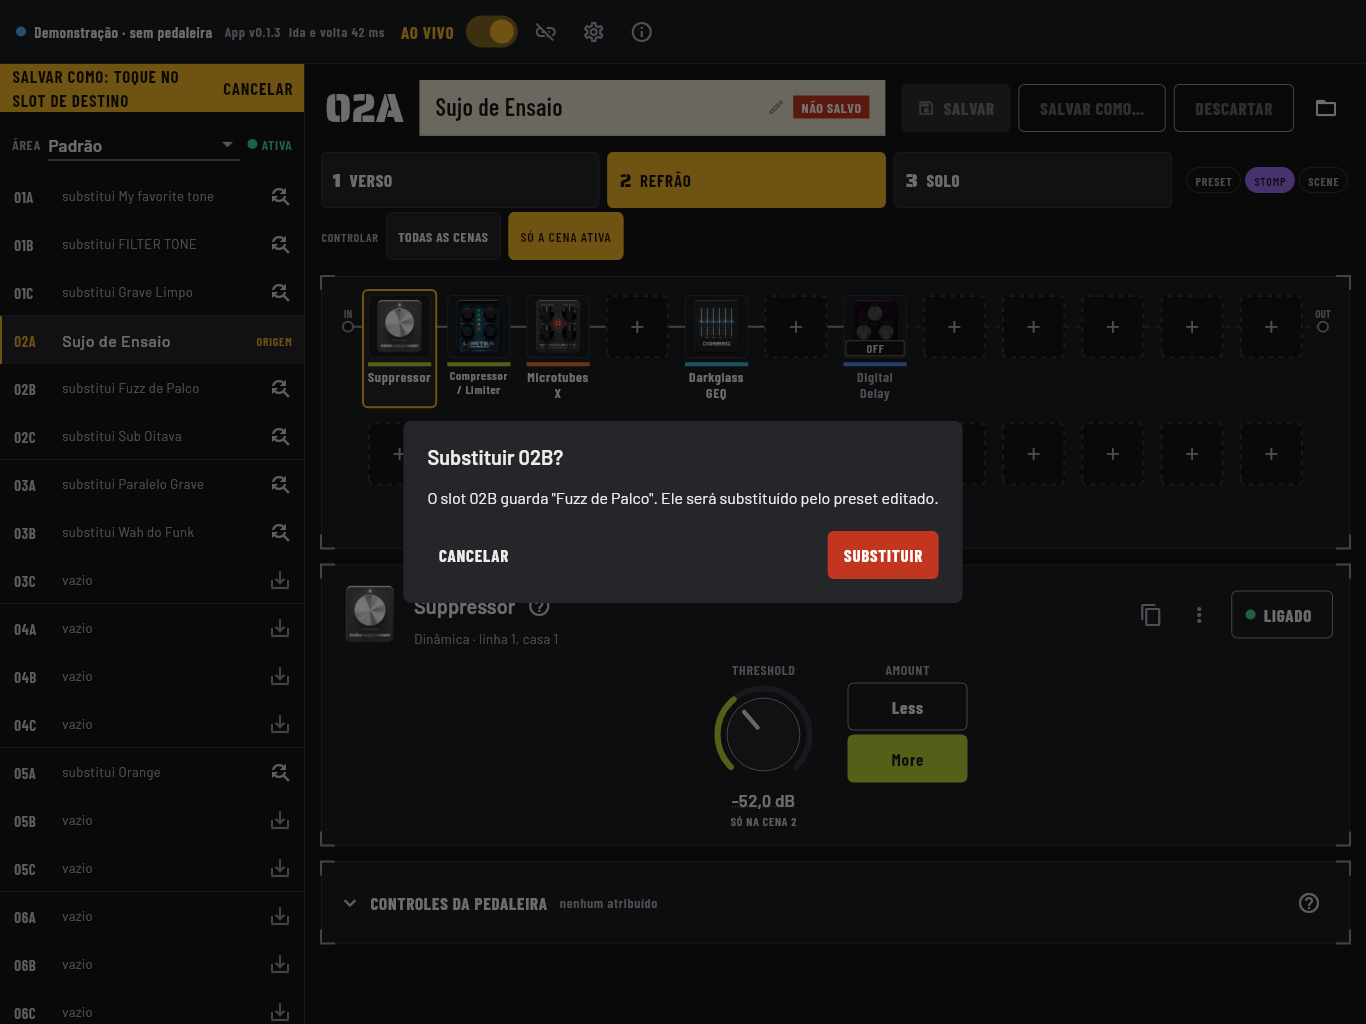 Demonstração · sem pedaleira App v0.1.3 Ida e volta 42 ms AO VIVO
SALVAR COMO: TOQUE NO
SLOT DE DESTINO
CANCELAR
ÁREA Padrão ATIVA
01A substitui My favorite tone
01B substitui FILTER TONE
01C substitui Grave Limpo
02A Sujo de Ensaio ORIGEM
02B substitui Fuzz de Palco
02C substitui Sub Oitava
03A substitui Paralelo Grave
03B substitui Wah do Funk
03C vazio
04A vazio
04B vazio
04C vazio
05A substitui Orange
05B vazio
05C vazio
06A vazio
06B vazio
06C vazio
02A Sujo de Ensaio NÃO SALVO SALVAR SALVAR COMO... DESCARTAR
1 VERSO 2 REFRÃO 3 SOLO PRESET STOMP SCENE
CONTROLAR TODAS AS CENAS SÓ A CENA ATIVA
IN OUT
LIMITER
OFF
Suppressor
Compressor
/ Limiter
Microtubes
X
Darkglass
GEQ
Digital
Delay
Substituir 02B?
O slot 02B guarda "Fuzz de Palco". Ele será substituído pelo preset editado.
CANCELAR SUBSTITUIR
Suppressor
Dinâmica · linha 1, casa 1
LIGADO
THRESHOLD AMOUNT
Less
More
-52,0 dB
SÓ NA CENA 2
CONTROLES DA PEDALEIRA nenhum atribuído